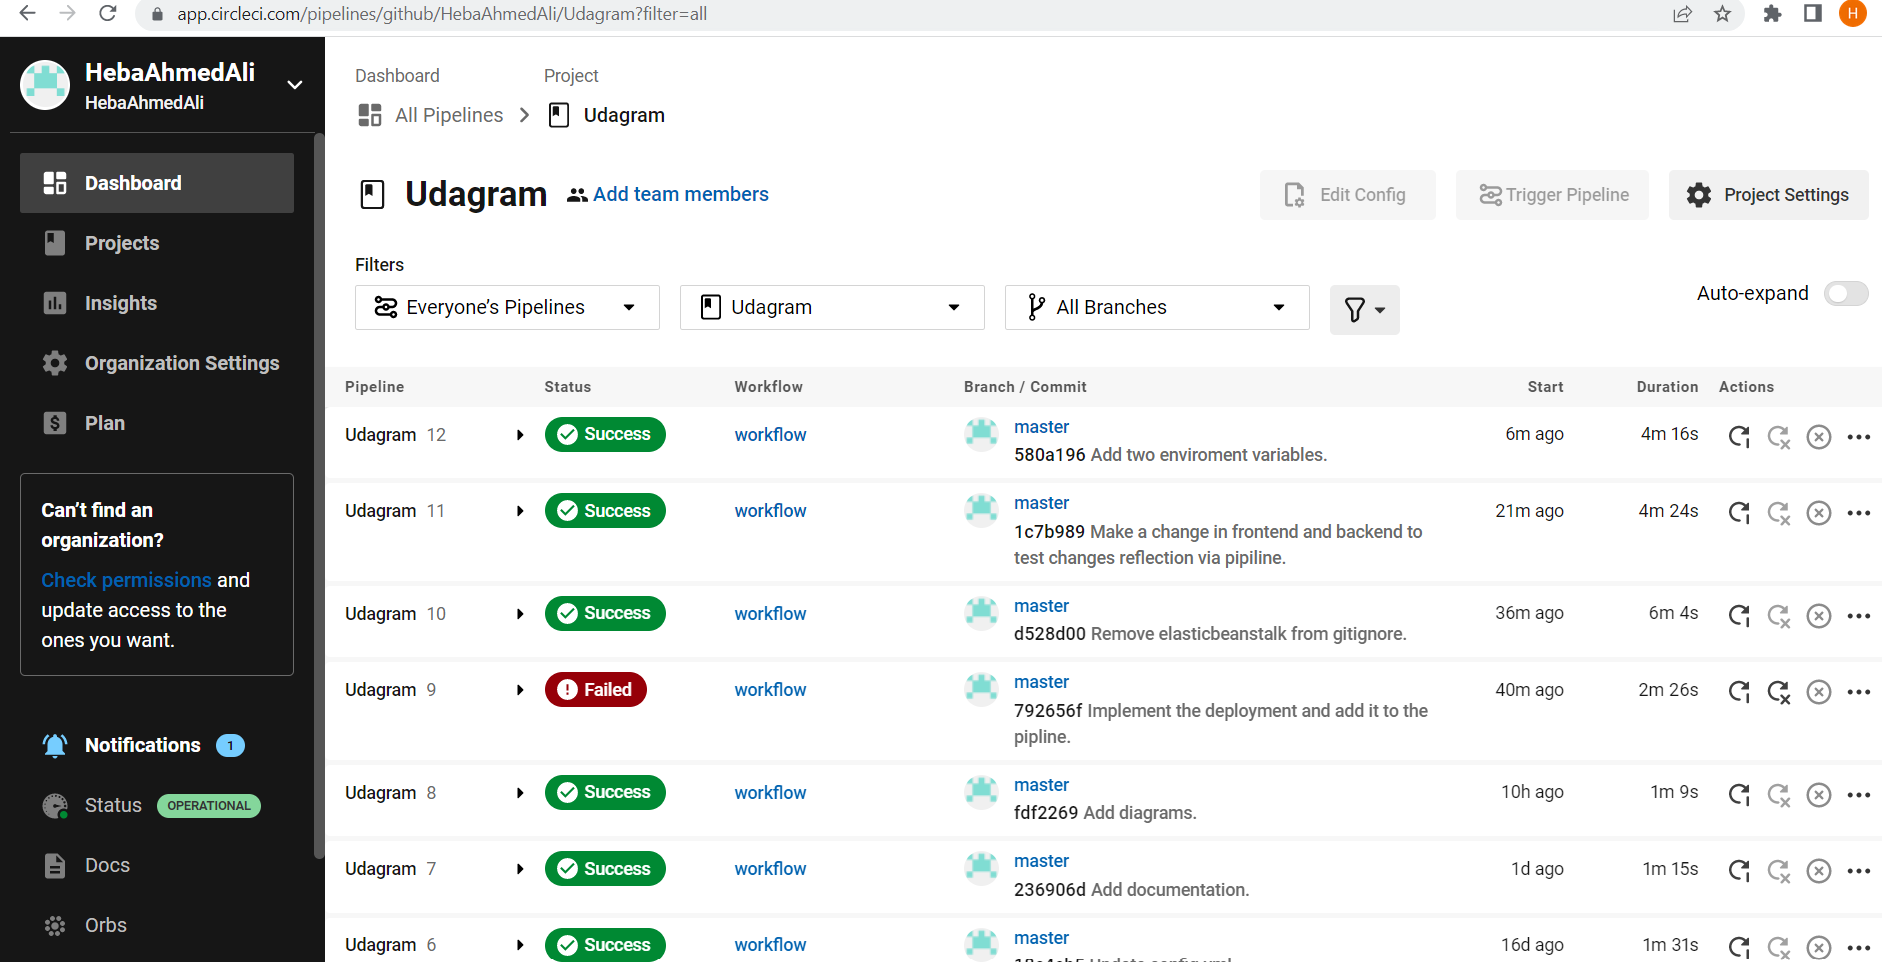 app.circleci.com/pipelines/github/HebaAhmedAli/Udagram?filter=all
H
HebaAhmedAli
HebaAhmedAli
Dashboard
Projects
Insights
Organization Settings
Plan
Can't find an
organization?
Check permissions and
update access to the
ones you want.
Notifications 1
Status OPERATIONAL
Docs
Orbs
Dashboard Project
All Pipelines Udagram
Udagram Add team members
Edit Config Trigger Pipeline Project Settings
Filters
Everyone's Pipelines Udagram All Branches
Auto-expand
Pipeline Status Workflow Branch / Commit Start Duration Actions
Udagram 12 Success workflow master 6m ago 4m 16s
580a196 Add two enviroment variables.
Udagram 11 Success workflow master 21m ago 4m 24s
1c7b989 Make a change in frontend and backend to
test changes reflection via pipiline.
Udagram 10 Success workflow master 36m ago 6m 4s
d528d00 Remove elasticbeanstalk from gitignore.
Udagram 9 Failed workflow master 40m ago 2m 26s
792656f Implement the deployment and add it to the
pipline.
Udagram 8 Success workflow master 10h ago 1m 9s
fdf2269 Add diagrams.
Udagram 7 Success workflow master 1d ago 1m 15s
236906d Add documentation.
Udagram 6 Success workflow master 16d ago 1m 31s